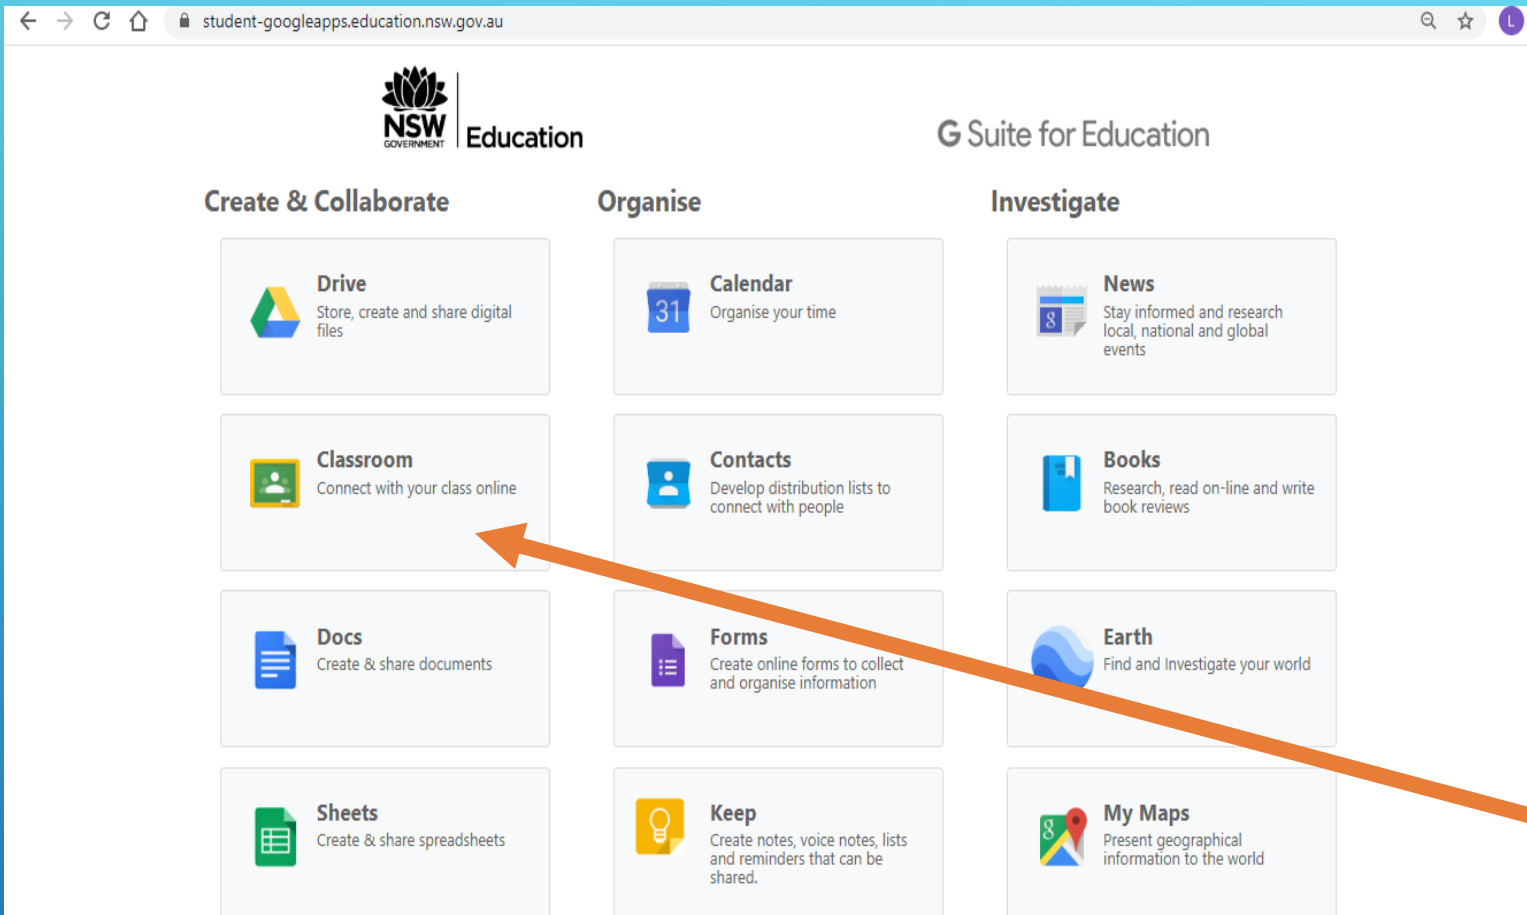 student-googleapps.education.nsw.gov.au
L
NSW
GOVERNMENT
Education
G Suite for Education
Create & Collaborate
Organise
Investigate
Drive
Store, create and share digital
files
31
Calendar
Organise your time
8
News
Stay informed and research
local, national and global
events
Classroom
Connect with your class online
Contacts
Develop distribution lists to
connect with people
Books
Research, read on-line and write
book reviews
Docs
Create & share documents
Forms
Create online forms to collect
and organise information
Earth
Find and Investigate your world
Sheets
Create & share spreadsheets
Keep
Create notes, voice notes, lists
and reminders that can be
shared.
8
My Maps
Present geographical
information to the world